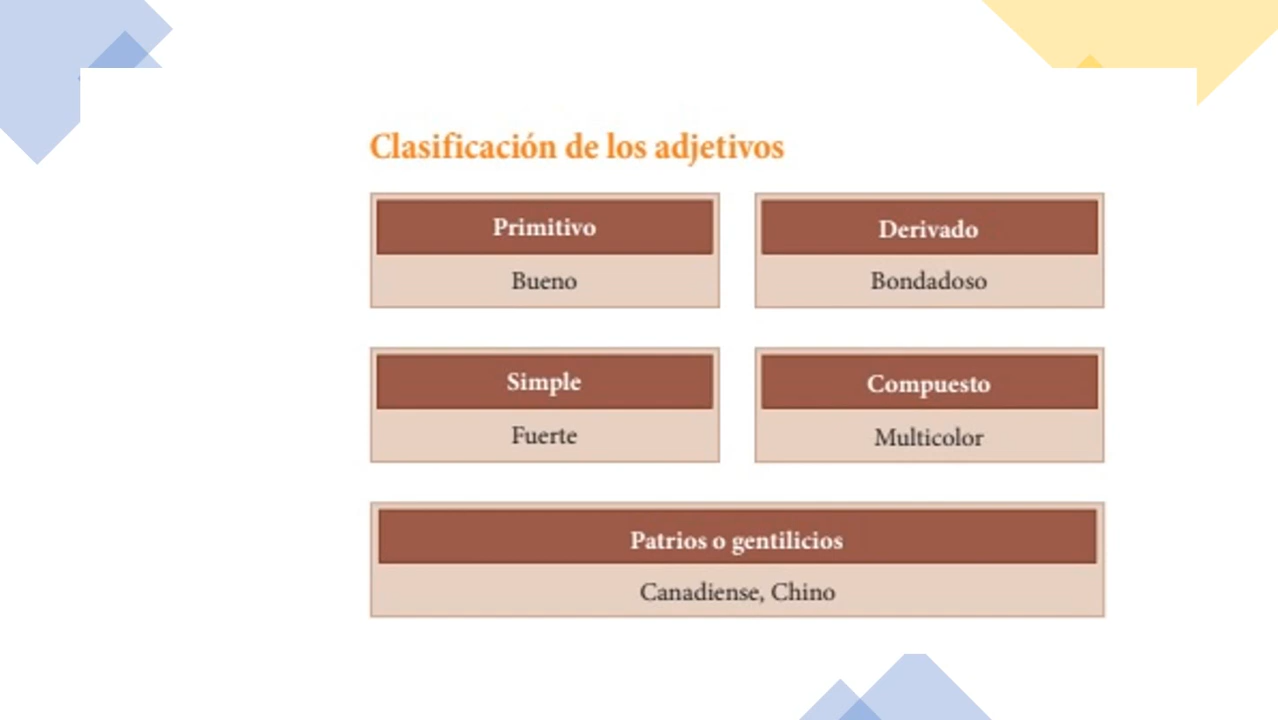 Clasificación de los adjetivos
Primitivo
Bueno
Derivado
Bondadoso
Simple
Fuerte
Compuesto
Multicolor
Patrios o gentilicios
Canadiense, Chino